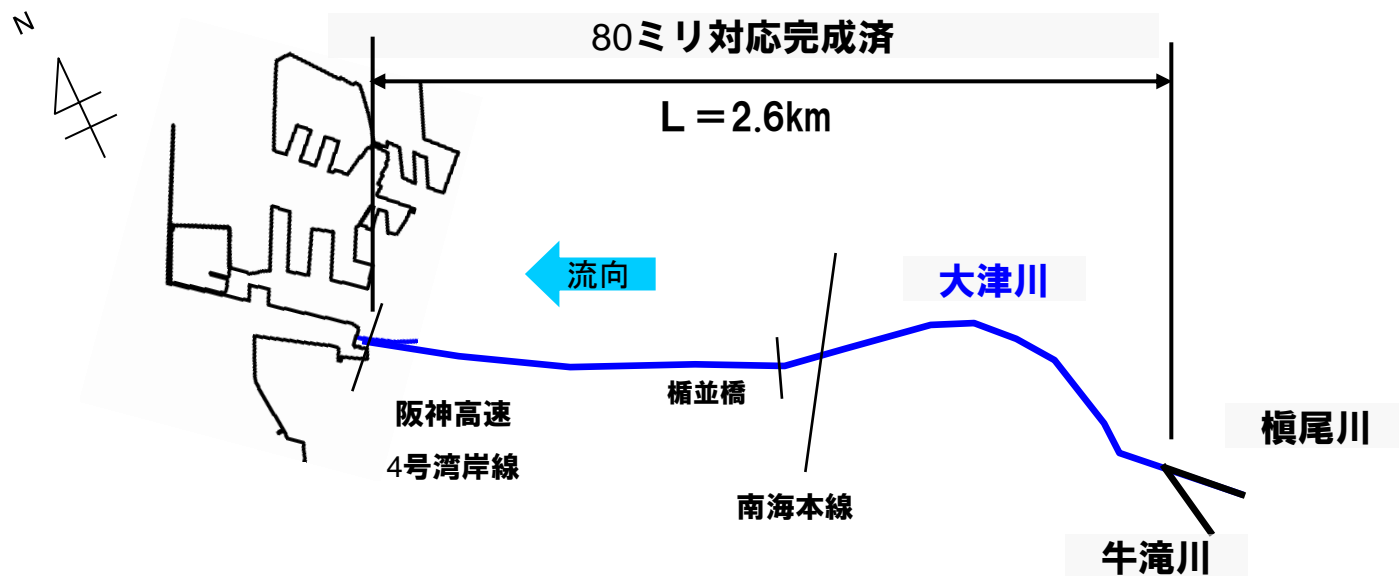 N
80ミリ対応完成済
L=2.6km
流向
大津川
楯並橋
阪神高速
4号湾岸線
南海本線
槇尾川
牛滝川